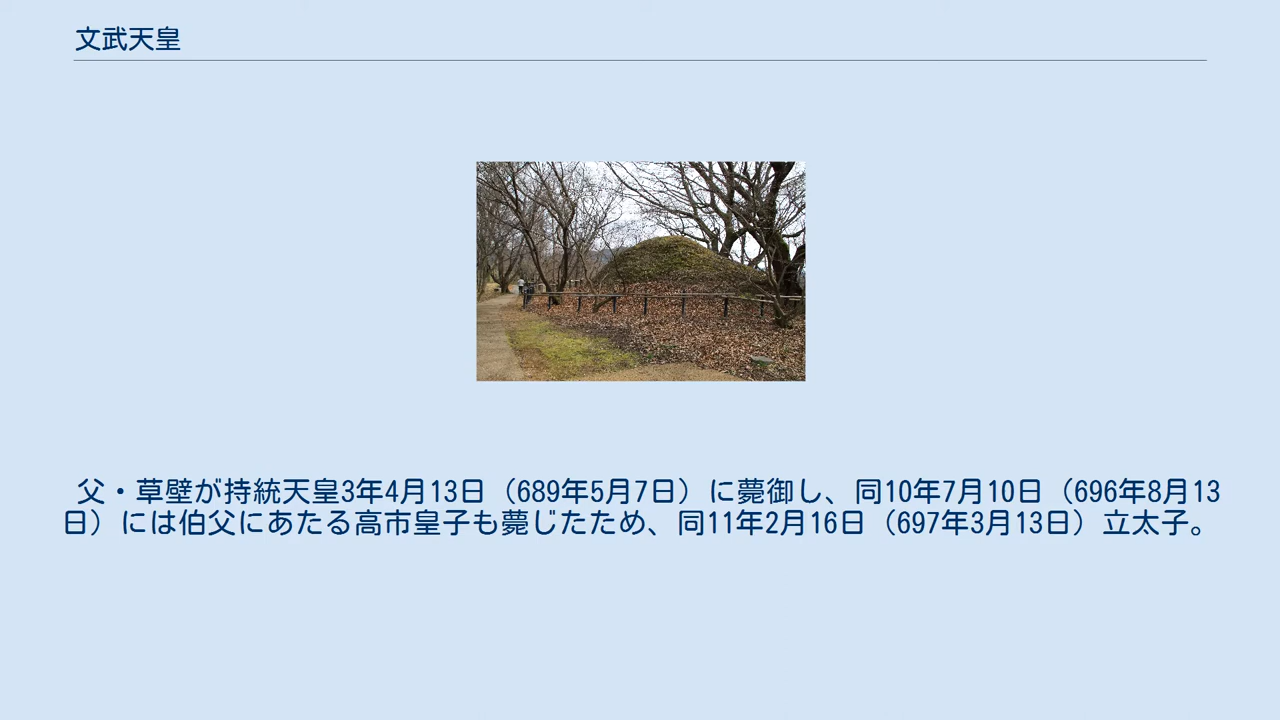 文武天皇
父・草壁が持統天皇3年4月13日（689年5月7日）に薨御し、同10年7月10日（696年8月13
日）には伯父にあたる高市皇子も薨じたため、同11年2月16日（697年3月13日）立太子。